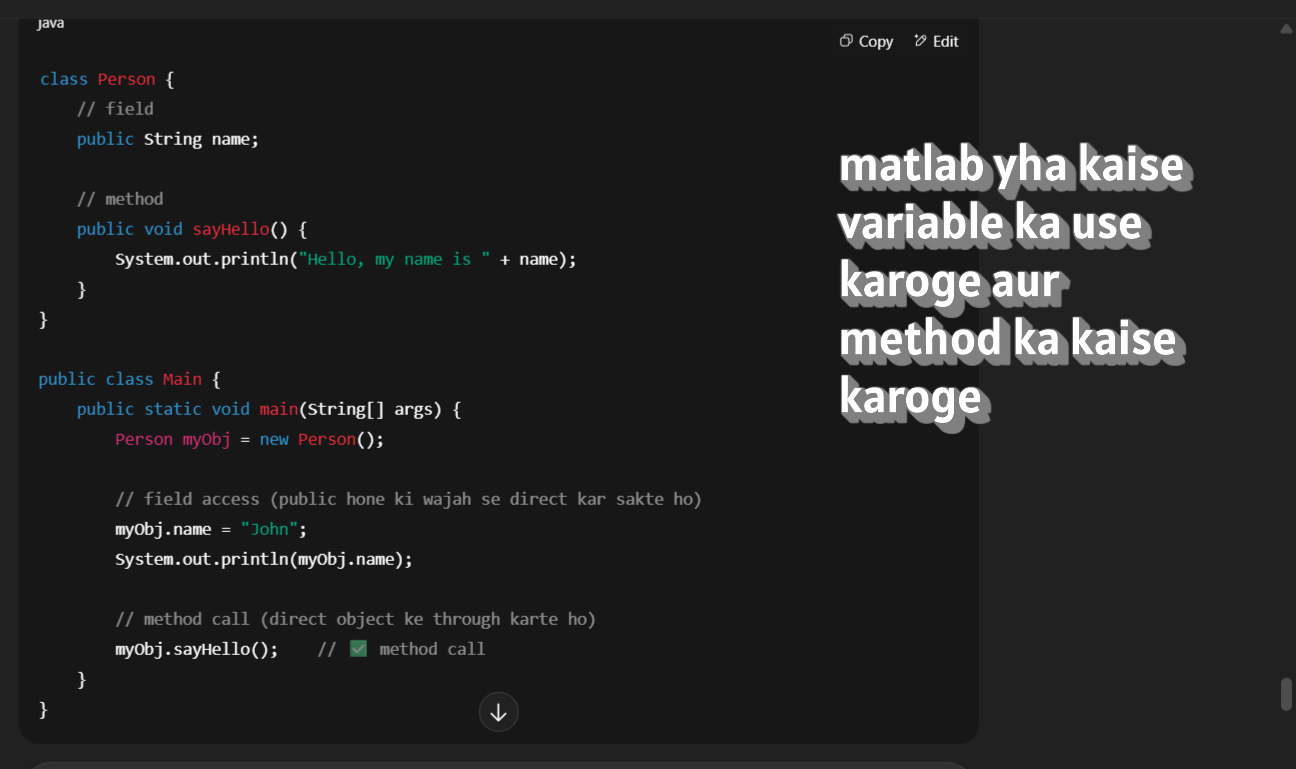 java
Copy Edit
class Person {
// field
public String name;
// method
public void sayHello() {
System.out.println("Hello, my name is " + name);
}
}
public class Main {
public static void main(String[] args) {
Person myObj = new Person();
// field access (public hone ki wajah se direct kar sakte ho)
myObj.name = "John";
System.out.println(myObj.name);
// method call (direct object ke through karte ho)
myObj.sayHello(); // ✅ method call
}
}
matlab yha kaise
variable ka use
karoge aur
method ka kaise
karoge